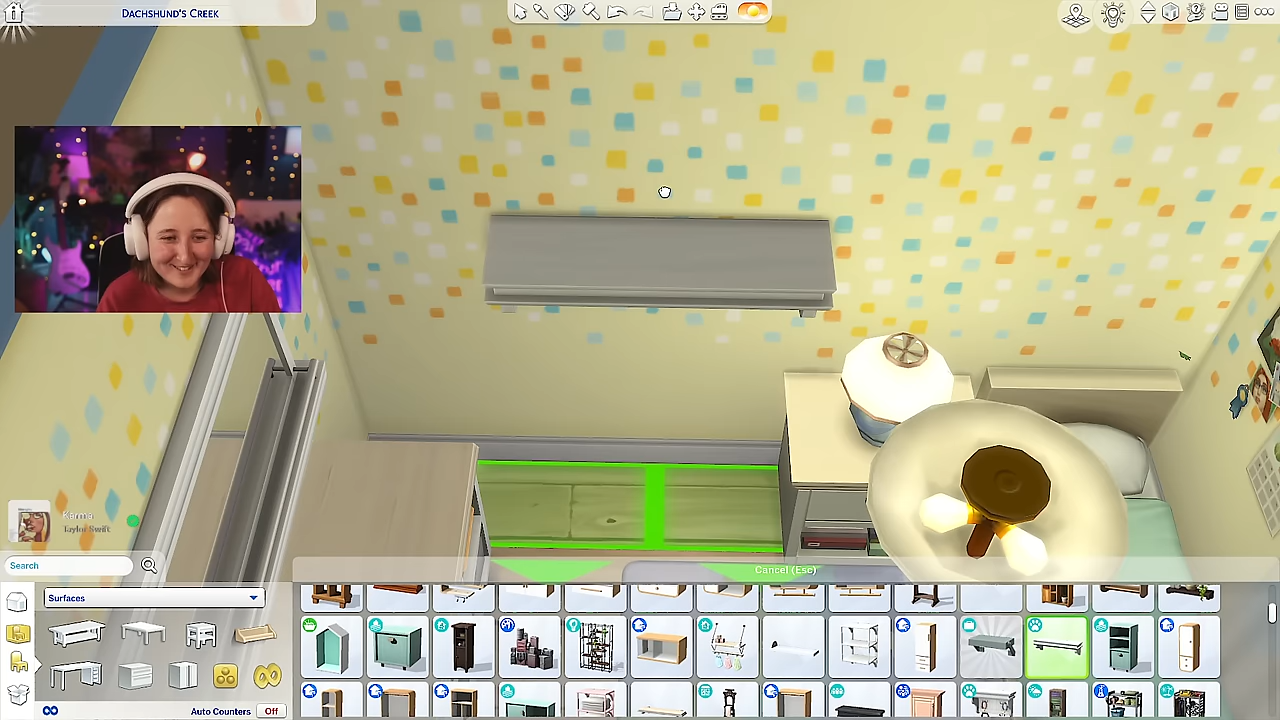 Dachshund's Creek
Karma
Taylor Swift
Search
Cancel (Esc)
Surfaces
Auto Counters
Off